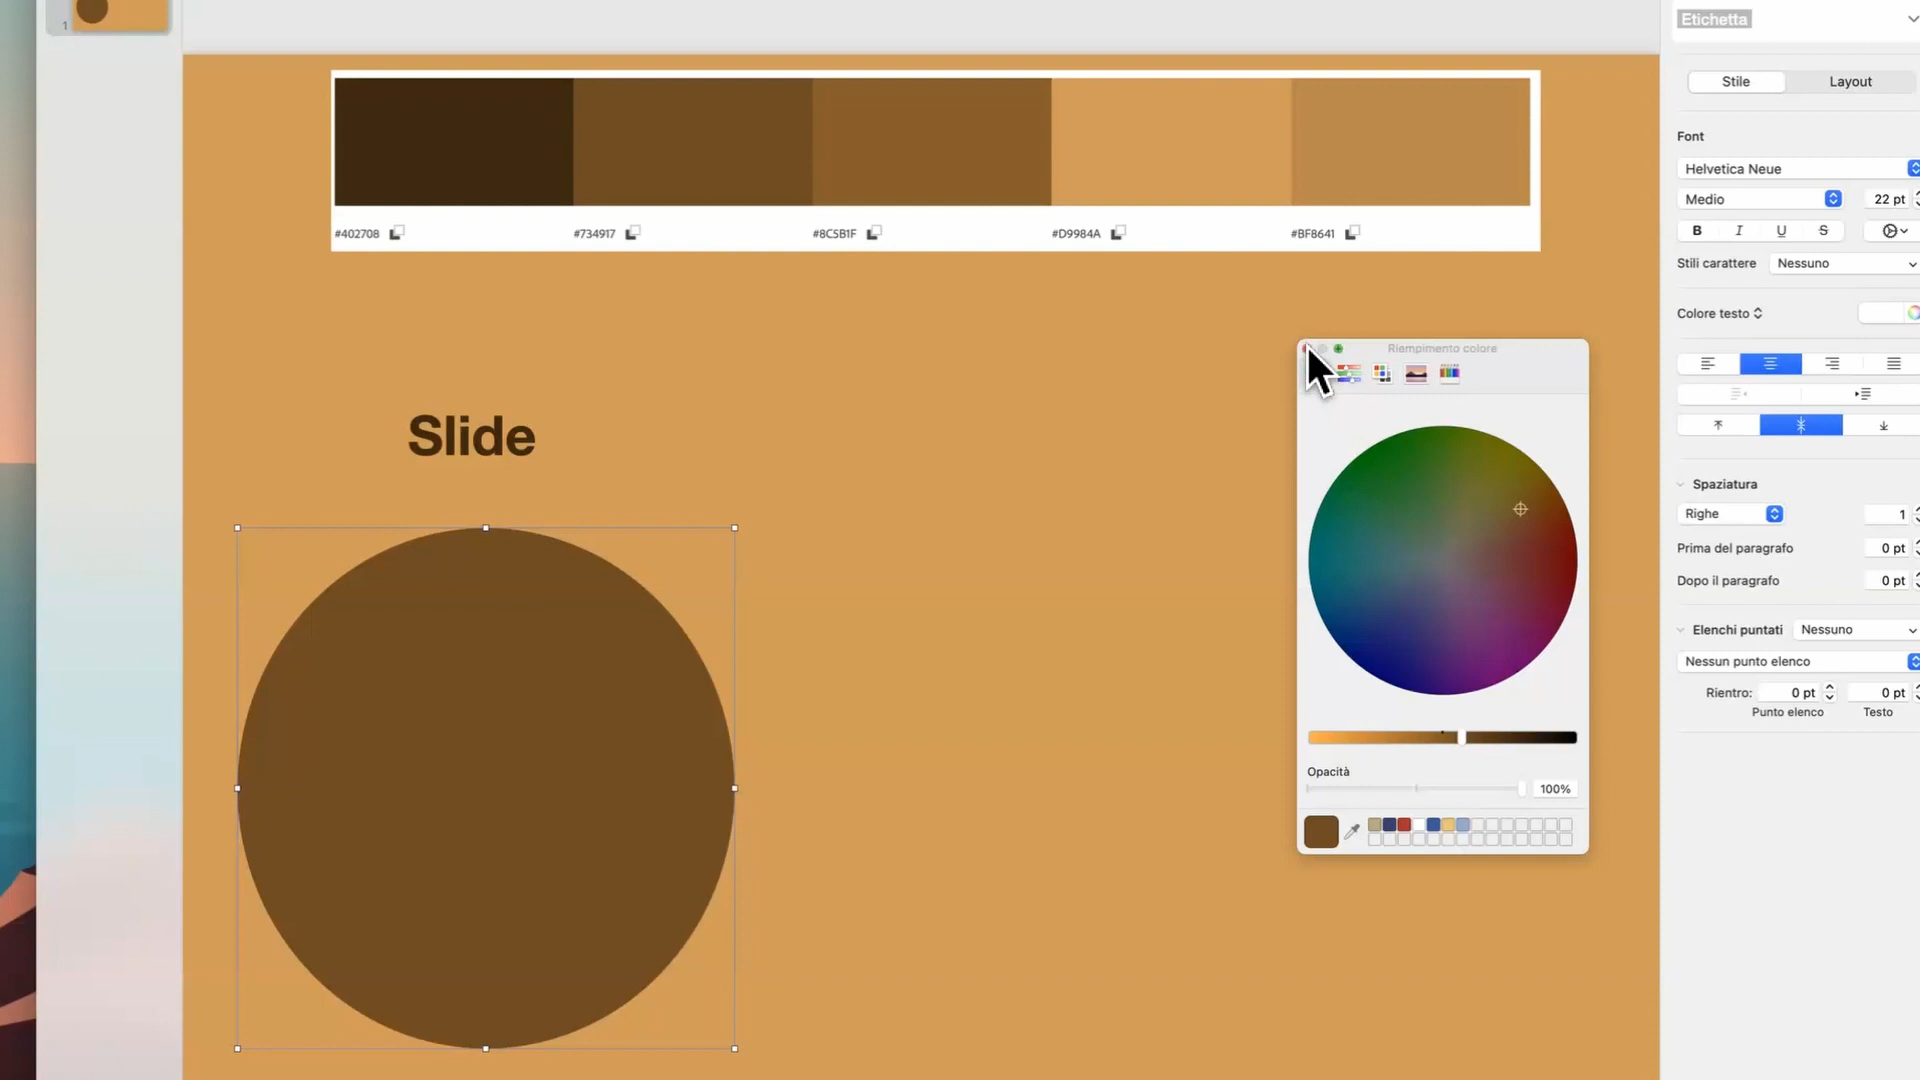 1
Etichetta
Stile Layout
Font
Helvetica Neue
Medio 22 pt
B I U S
Stili carattere Nessuno
Colore testo
Spaziatura
Righe 1
Prima del paragrafo 0 pt
Dopo il paragrafo 0 pt
Elenchi puntati Nessuno
Nessun punto elenco
Rientro: 0 pt 0 pt
Punto elenco Testo
#402708 #734917 #8C5B1F #D9984A #BF8641
Slide
Riempimento colore
Opacità
100%